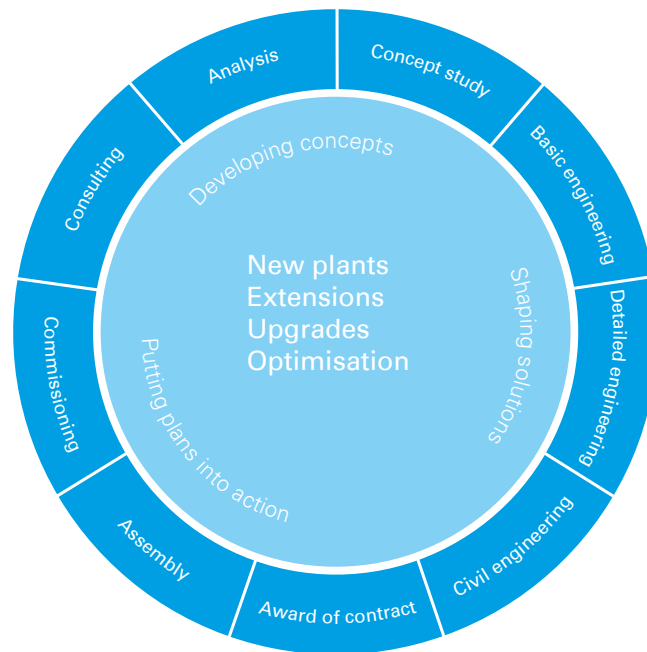 Analysis
Concept study
Basic engineering
Detailed engineering
Civil engineering
Award of contract
Assembly
Commissioning
Consulting
Developing concepts
Shaping solutions
Putting plans into action
New plants
Extensions
Upgrades
Optimisation